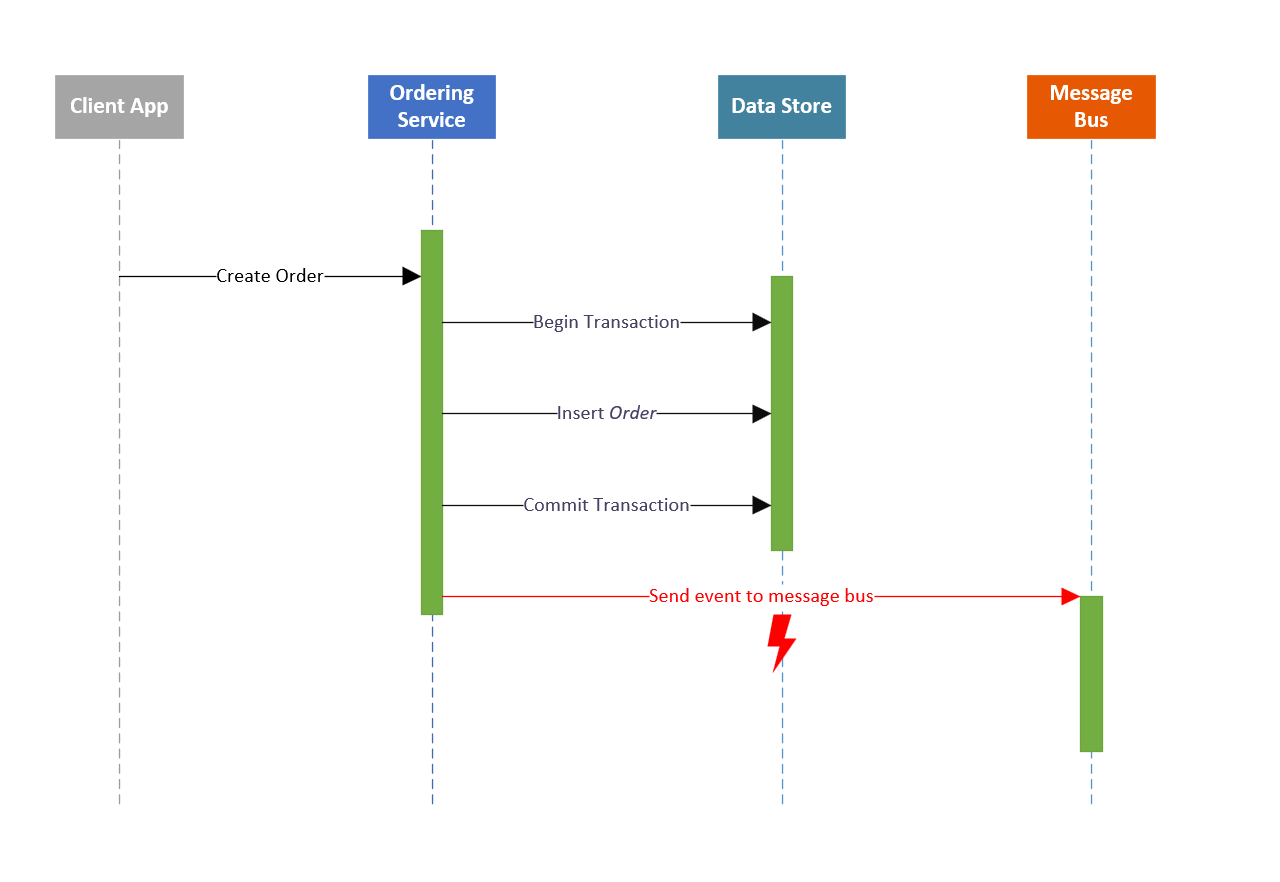 Client App
Ordering
Service
Data Store
Message
Bus
Create Order
Begin Transaction
Insert Order
Commit Transaction
Send event to message bus